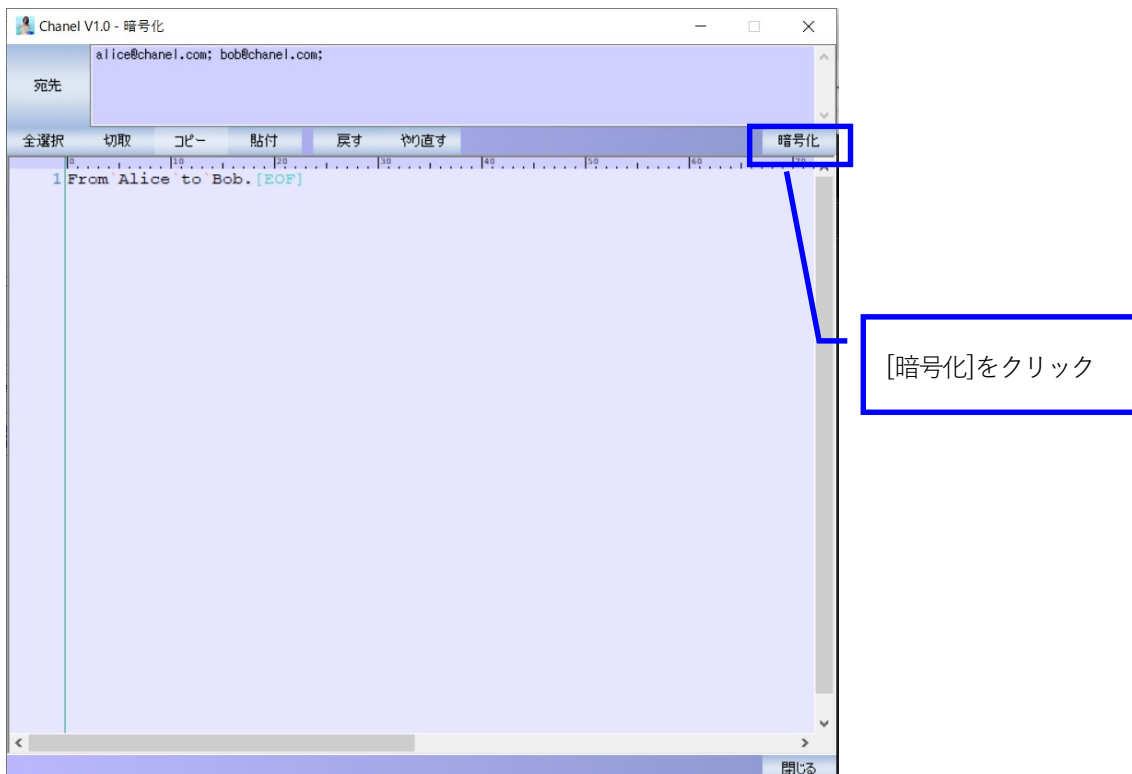 Chanel V1.0 - 暗号化
宛先
alice@chanel.com; bob@chanel.com;
全選択 切取 コピー 貼付 戻す やり直す 暗号化
0 10 20 30 40 50 60 70
1 From Alice to Bob.[EOF]
[暗号化]をクリック
閉じる